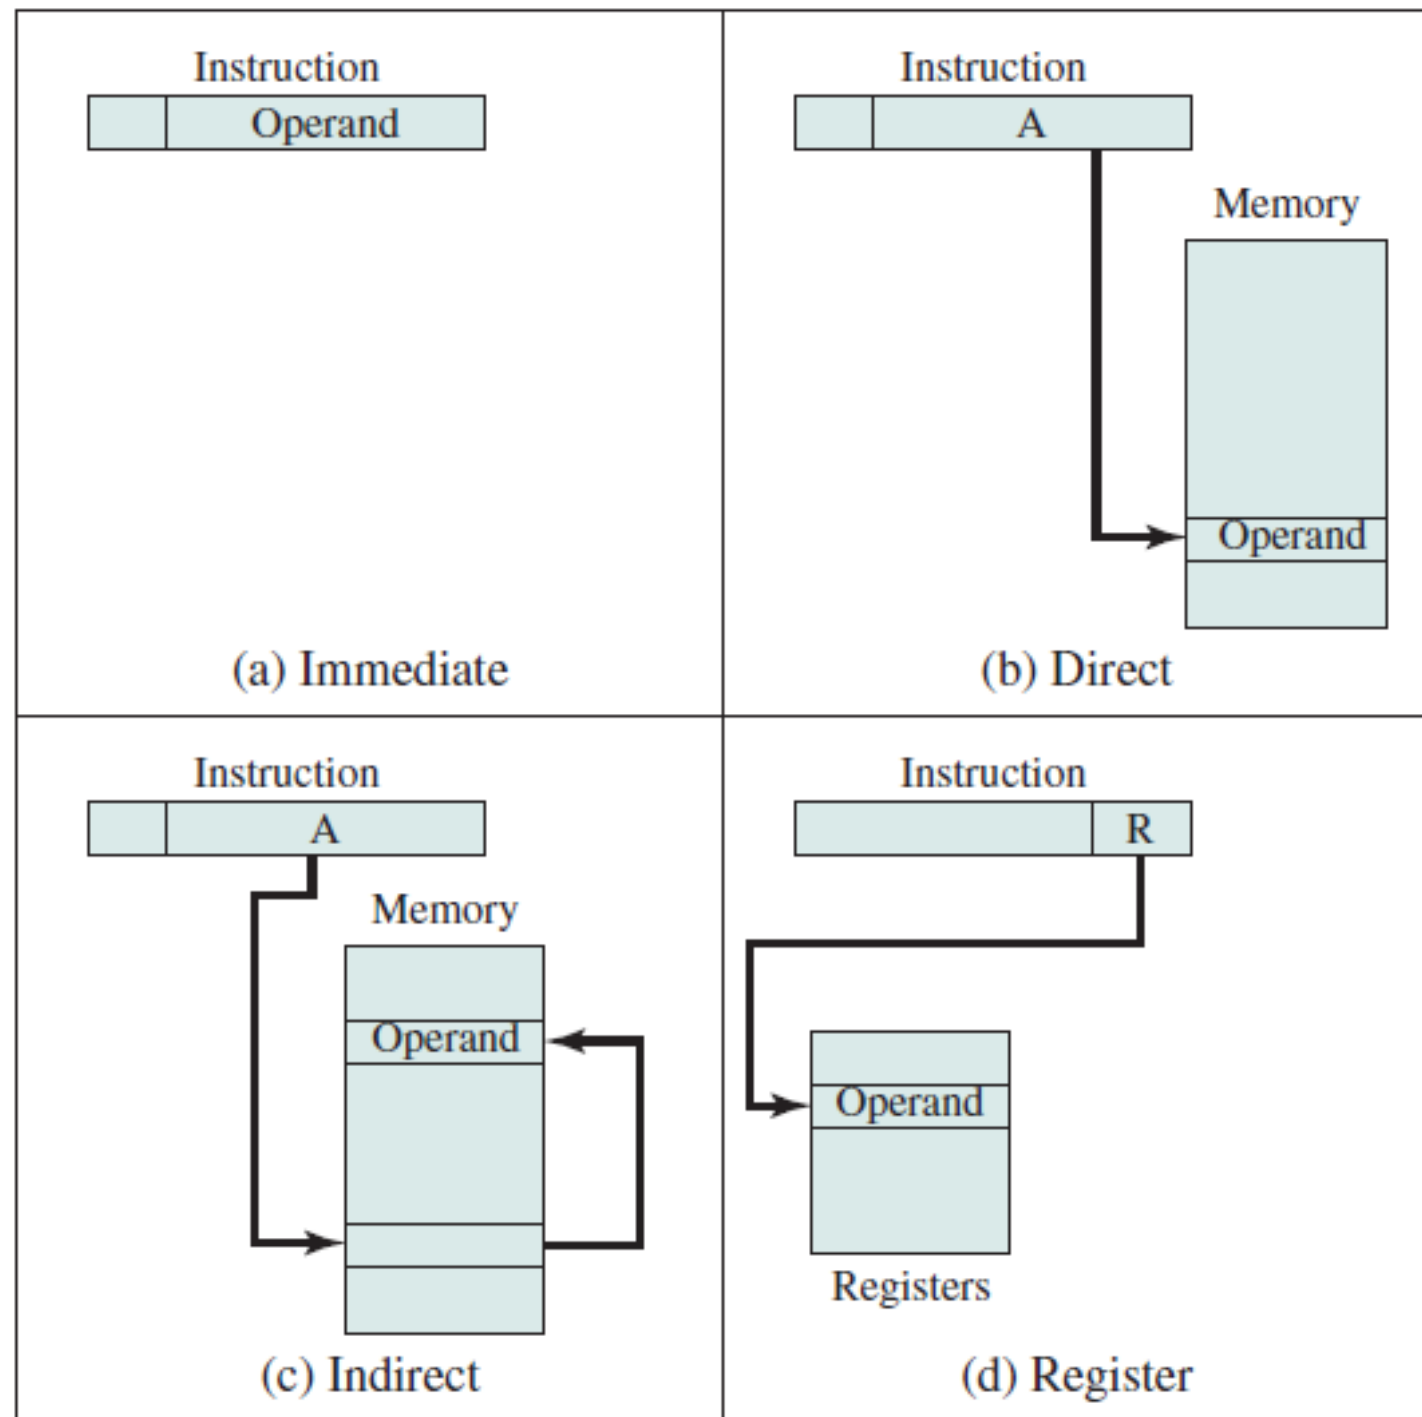 Instruction
Operand
(a) Immediate
Instruction
A
Memory
Operand
(b) Direct
Instruction
A
Memory
Operand
(c) Indirect
Instruction
R
Operand
Registers
(d) Register